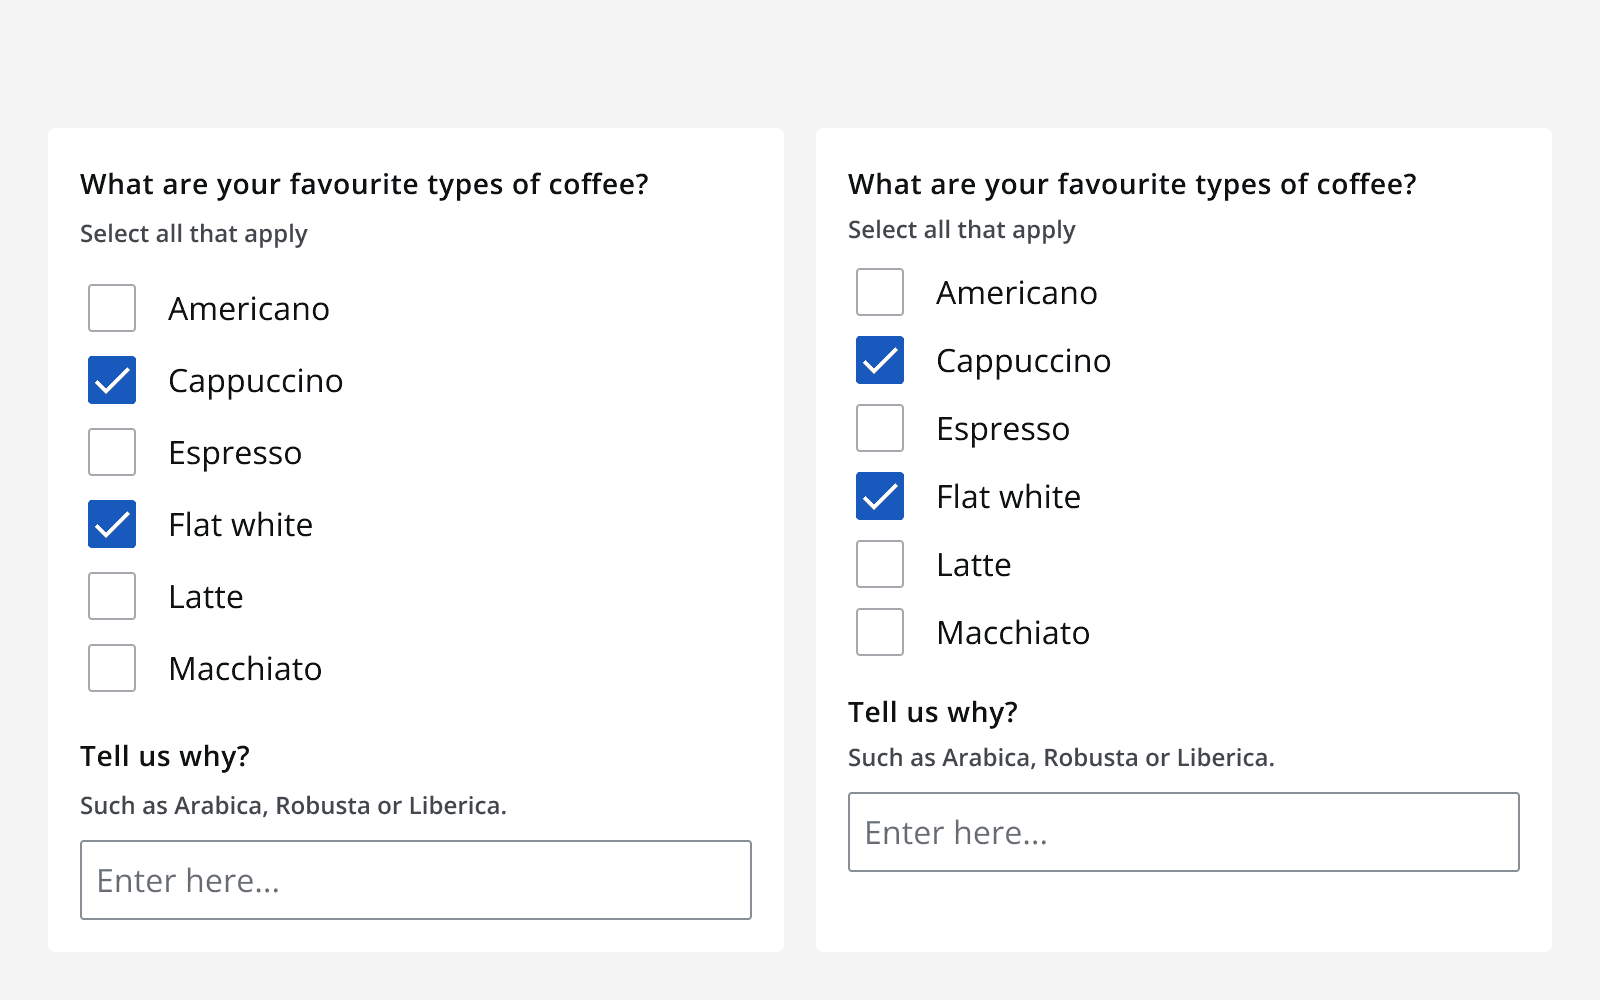 What are your favourite types of coffee?
Select all that apply
Americano
Cappuccino
Espresso
Flat white
Latte
Macchiato
Tell us why?
Such as Arabica, Robusta or Liberica.
Enter here...
What are your favourite types of coffee?
Select all that apply
Americano
Cappuccino
Espresso
Flat white
Latte
Macchiato
Tell us why?
Such as Arabica, Robusta or Liberica.
Enter here...